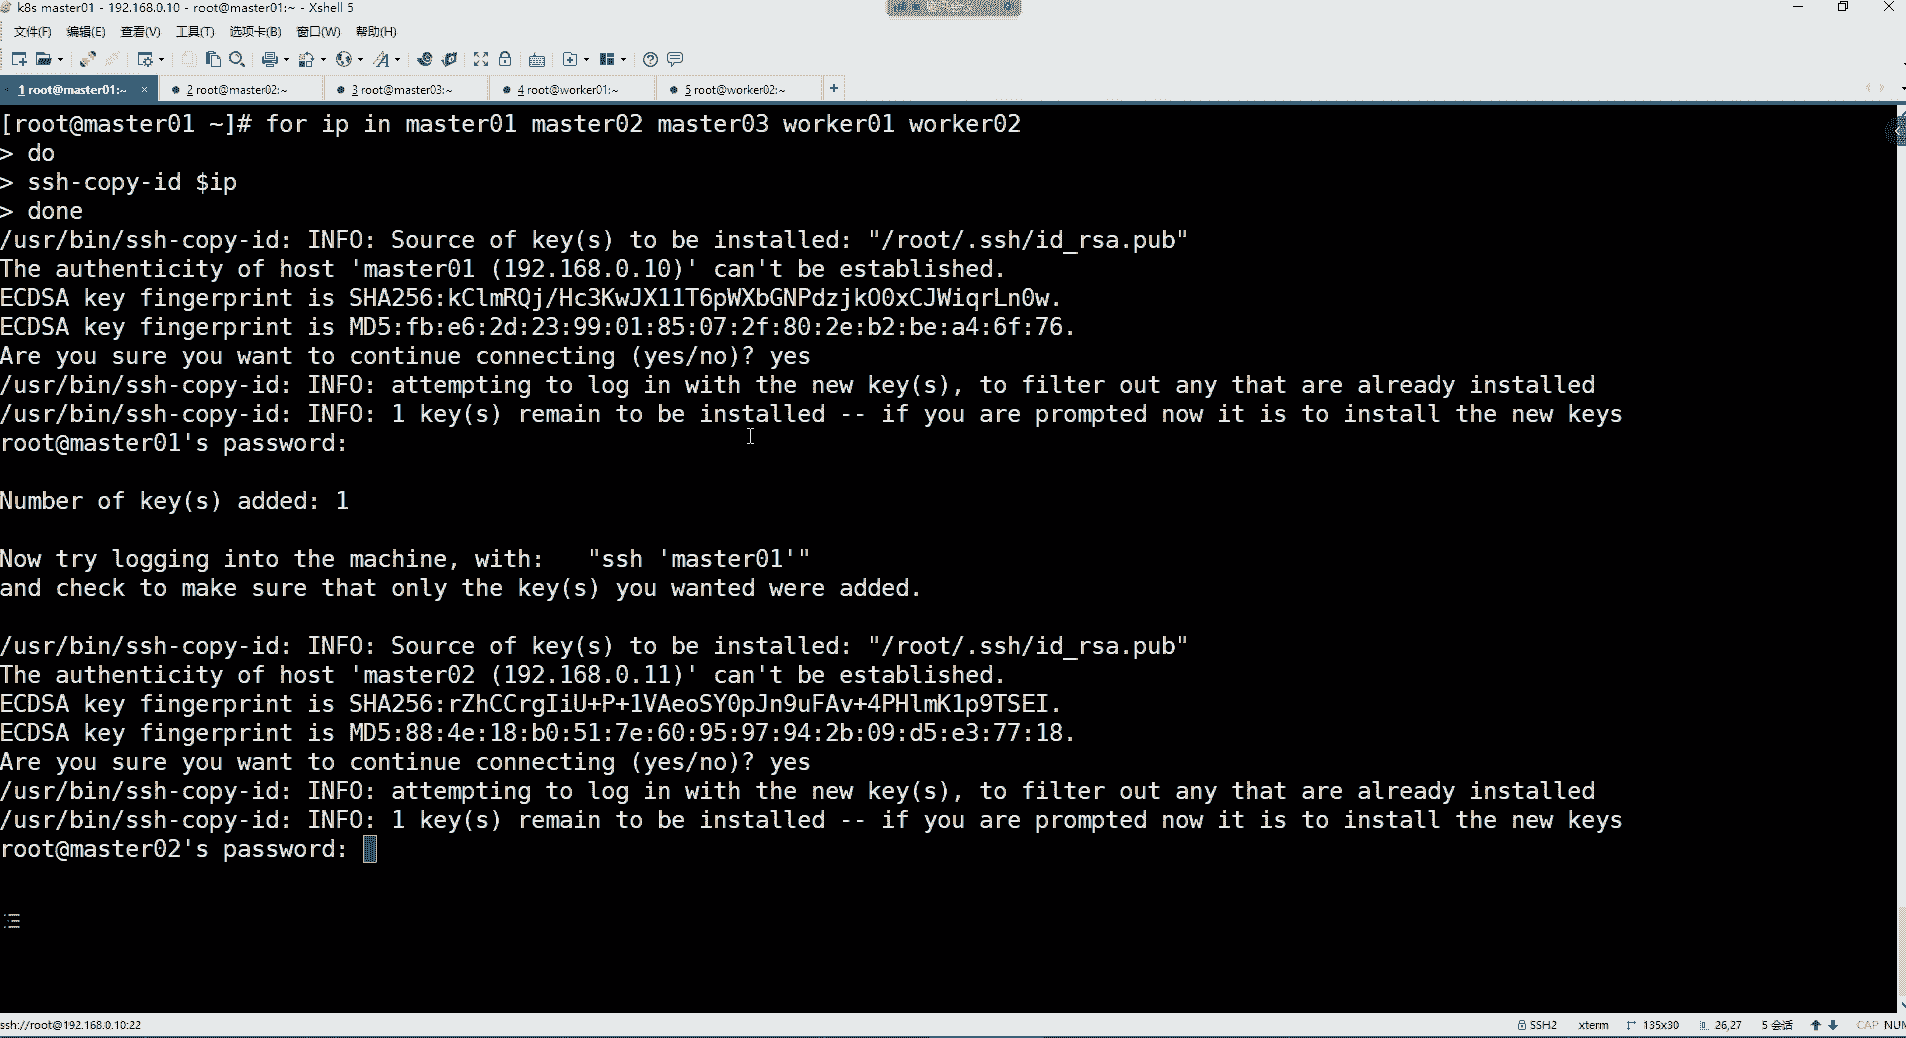 k8s master01 - 192.168.0.10 - root@master01:~ - Xshell 5
文件(F) 编辑(E) 查看(V) 工具(T) 选项卡(B) 窗口(W) 帮助(H)
1 root@master01:~ × 2 root@master02:~ 3 root@master03:~ 4 root@worker01:~ 5 root@worker02:~ +
[root@master01 ~]# for ip in master01 master02 master03 worker01 worker02
> do
> ssh-copy-id $ip
> done
/usr/bin/ssh-copy-id: INFO: Source of key(s) to be installed: "/root/.ssh/id_rsa.pub"
The authenticity of host 'master01 (192.168.0.10)' can't be established.
ECDSA key fingerprint is SHA256:kClmRQj/Hc3KwJX11T6pWXbGNPdzjkO0xCJWiqrLn0w.
ECDSA key fingerprint is MD5:fb:e6:2d:23:99:01:85:07:2f:80:2e:b2:be:a4:6f:76.
Are you sure you want to continue connecting (yes/no)? yes
/usr/bin/ssh-copy-id: INFO: attempting to log in with the new key(s), to filter out any that are already installed
/usr/bin/ssh-copy-id: INFO: 1 key(s) remain to be installed -- if you are prompted now it is to install the new keys
root@master01's password:
Number of key(s) added: 1
Now try logging into the machine, with:   "ssh 'master01'"
and check to make sure that only the key(s) you wanted were added.
/usr/bin/ssh-copy-id: INFO: Source of key(s) to be installed: "/root/.ssh/id_rsa.pub"
The authenticity of host 'master02 (192.168.0.11)' can't be established.
ECDSA key fingerprint is SHA256:rZhCCrgIiU+P+1VAeoSY0pJn9uFAv+4PHlmK1p9TSEI.
ECDSA key fingerprint is MD5:88:4e:18:b0:51:7e:60:95:97:94:2b:09:d5:e3:77:18.
Are you sure you want to continue connecting (yes/no)? yes
/usr/bin/ssh-copy-id: INFO: attempting to log in with the new key(s), to filter out any that are already installed
/usr/bin/ssh-copy-id: INFO: 1 key(s) remain to be installed -- if you are prompted now it is to install the new keys
root@master02's password:
ssh://root@192.168.0.10:22 SSH2 xterm 135x30 26,27 5 会话 CAP NUM